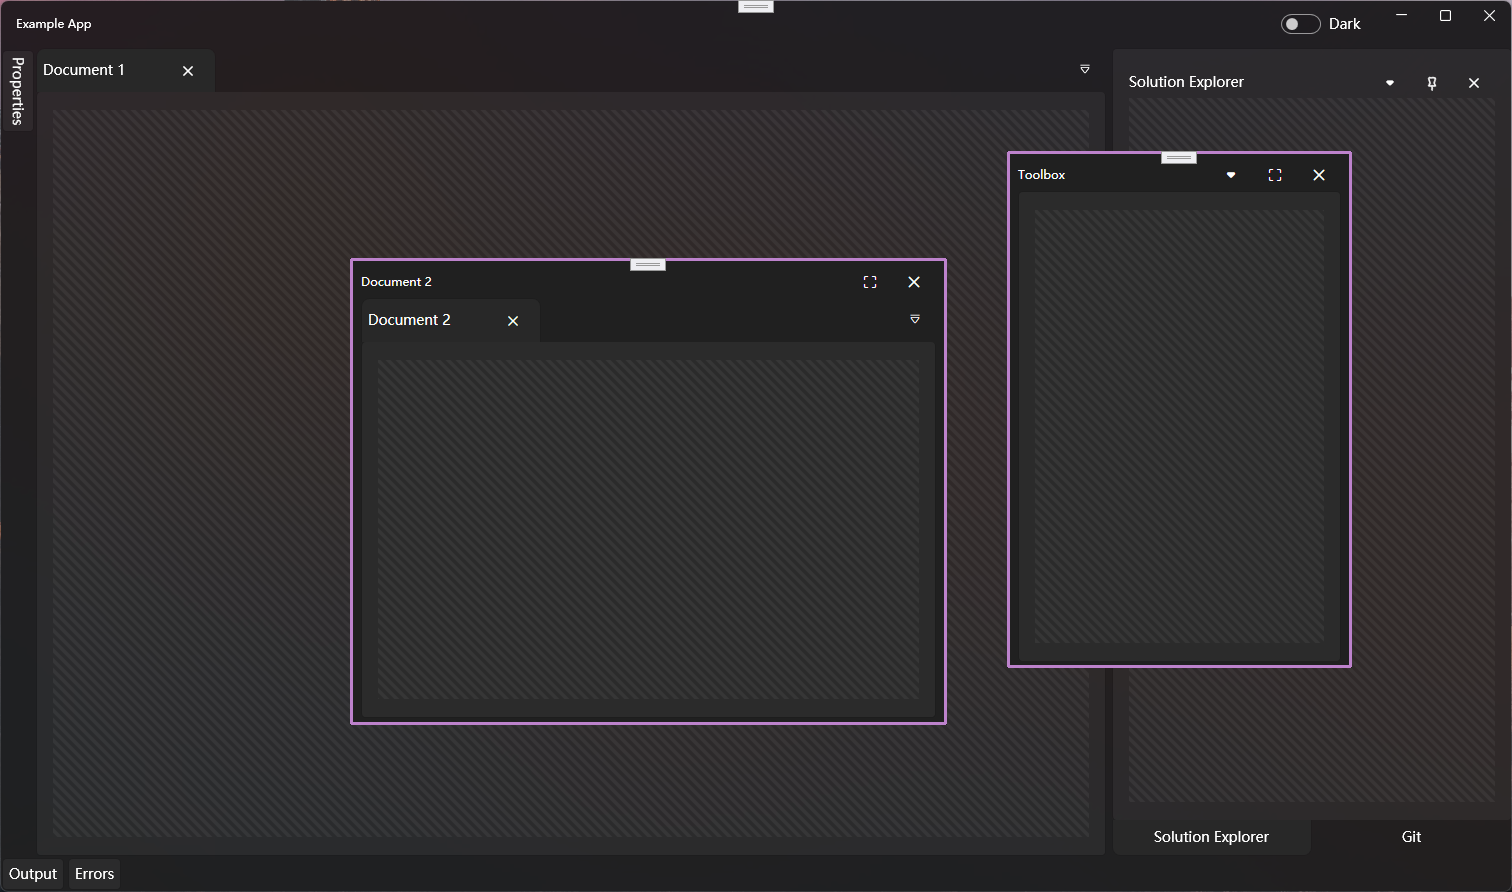 Example App
Dark
Properties
Document 1
Solution Explorer
Toolbox
Document 2
Document 2
Solution Explorer
Git
Output
Errors